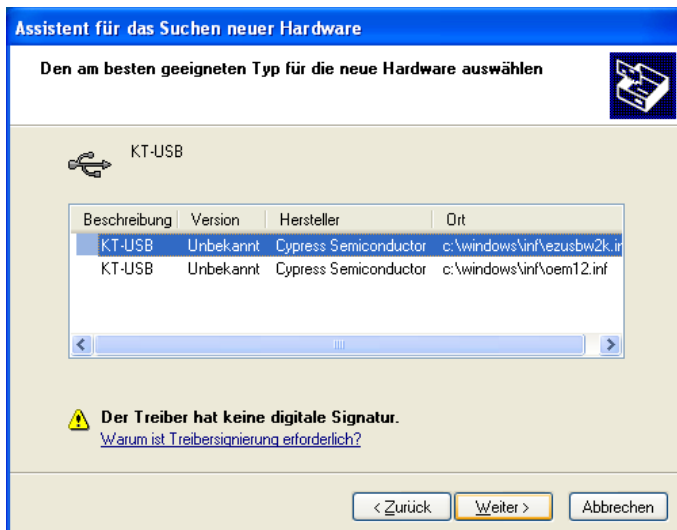 Assistent für das Suchen neuer Hardware
Den am besten geeigneten Typ für die neue Hardware auswählen
KT-USB
Beschreibung Version Hersteller Ort
KT-USB Unbekannt Cypress Semiconductor c:\windows\inf\ezusbw2k.in
KT-USB Unbekannt Cypress Semiconductor c:\windows\inf\oem12.inf
Der Treiber hat keine digitale Signatur.
Warum ist Treibersignierung erforderlich?
< Zurück Weiter > Abbrechen